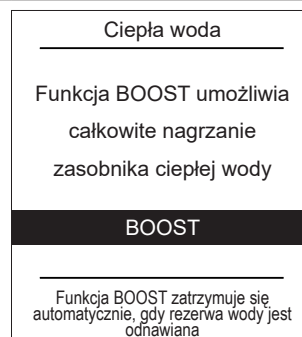 Ciepła woda
Funkcja BOOST umożliwia
całkowite nagrzanie
zasobnika ciepłej wody
BOOST
Funkcja BOOST zatrzymuje się
automatycznie, gdy rezerwa wody jest
odnawiana